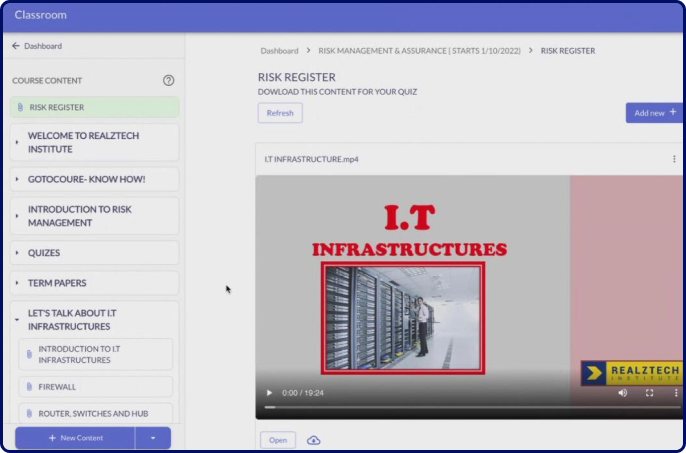 Classroom
Dashboard
COURSE CONTENT
RISK REGISTER
WELCOME TO REALZTECH
INSTITUTE
GOTOCOURE- KNOW HOW!
INTRODUCTION TO RISK
MANAGEMENT
QUIZES
TERM PAPERS
LET'S TALK ABOUT I.T
INFRASTRUCTURES
INTRODUCTION TO I.T
INFRASTRUCTURES
FIREWALL
ROUTER, SWITCHES AND HUB
+ New Content
Dashboard > RISK MANAGEMENT & ASSURANCE [ STARTS 1/10/2022) > RISK REGISTER
RISK REGISTER
DOWLOAD THIS CONTENT FOR YOUR QUIZ
Refresh
Add new +
I.T INFRASTRUCTURE.mp4
I.T
INFRASTRUCTURES
REALZTECH
INSTITUTE
0:00 / 19:24
Open